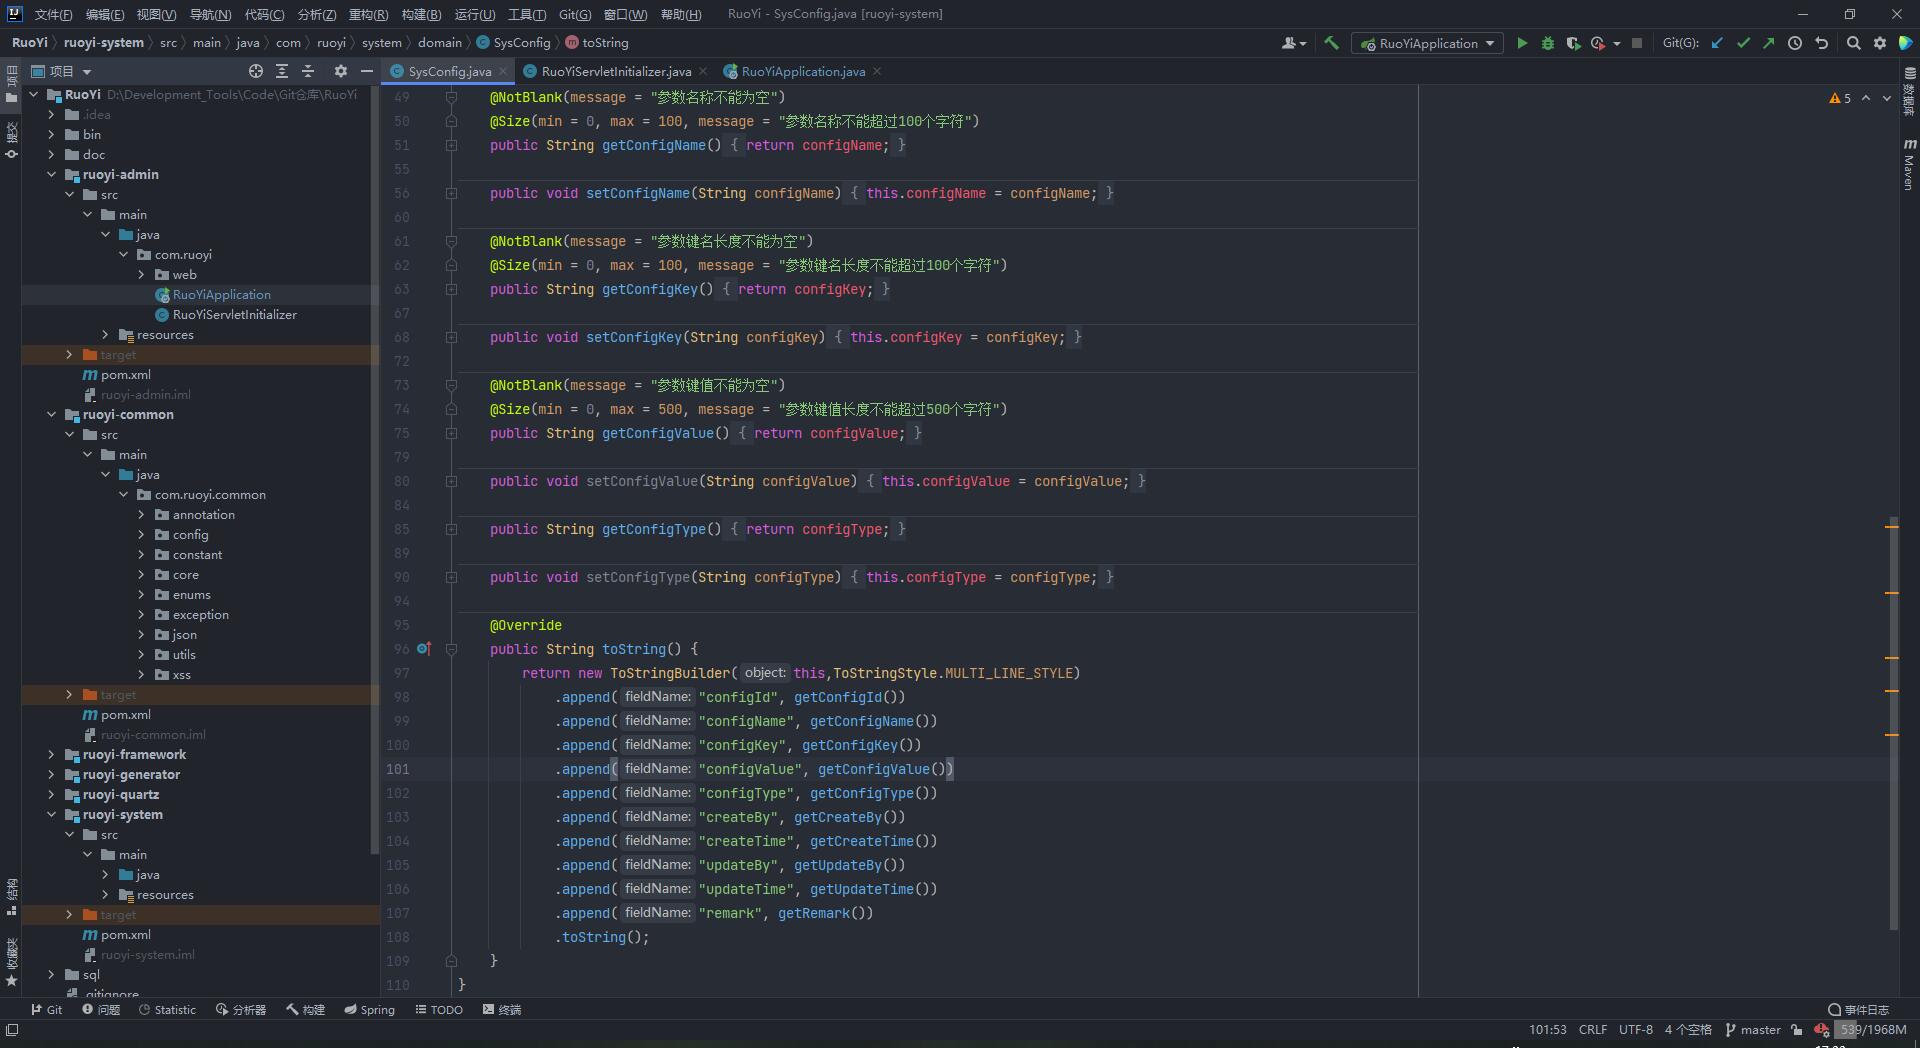 文件(F) 编辑(E) 视图(V) 导航(N) 代码(C) 分析(Z) 重构(R) 构建(B) 运行(U) 工具(T) Git(G) 窗口(W) 帮助(H) RuoYi - SysConfig.java [ruoyi-system]
RuoYi ruoyi-system src main java com ruoyi system domain SysConfig toString RuoYiApplication Git(G):
项目 SysConfig.java RuoYiServletInitializer.java RuoYiApplication.java
项目
提交
结构
收藏夹
RuoYi D:\Development_Tools\Code\Git仓库\RuoYi
.idea
bin
doc
ruoyi-admin
src
main
java
com.ruoyi
web
RuoYiApplication
RuoYiServletInitializer
resources
target
pom.xml
ruoyi-admin.iml
ruoyi-common
src
main
java
com.ruoyi.common
annotation
config
constant
core
enums
exception
json
utils
xss
target
pom.xml
ruoyi-common.iml
ruoyi-framework
ruoyi-generator
ruoyi-quartz
ruoyi-system
src
main
java
resources
target
pom.xml
ruoyi-system.iml
sql
.gitignore
49 @NotBlank(message = "参数名称不能为空")
50 @Size(min = 0, max = 100, message = "参数名称不能超过100个字符")
51 public String getConfigName() { return configName; }
55
56 public void setConfigName(String configName) { this.configName = configName; }
60
61 @NotBlank(message = "参数键名长度不能为空")
62 @Size(min = 0, max = 100, message = "参数键名长度不能超过100个字符")
63 public String getConfigKey() { return configKey; }
67
68 public void setConfigKey(String configKey) { this.configKey = configKey; }
72
73 @NotBlank(message = "参数键值不能为空")
74 @Size(min = 0, max = 500, message = "参数键值长度不能超过500个字符")
75 public String getConfigValue() { return configValue; }
79
80 public void setConfigValue(String configValue) { this.configValue = configValue; }
84
85 public String getConfigType() { return configType; }
89
90 public void setConfigType(String configType) { this.configType = configType; }
94
95 @Override
96 public String toString() {
97 return new ToStringBuilder( object: this,ToStringStyle.MULTI_LINE_STYLE)
98 .append( fieldName: "configId", getConfigId())
99 .append( fieldName: "configName", getConfigName())
100 .append( fieldName: "configKey", getConfigKey())
101 .append( fieldName: "configValue", getConfigValue())
102 .append( fieldName: "configType", getConfigType())
103 .append( fieldName: "createBy", getCreateBy())
104 .append( fieldName: "createTime", getCreateTime())
105 .append( fieldName: "updateBy", getUpdateBy())
106 .append( fieldName: "updateTime", getUpdateTime())
107 .append( fieldName: "remark", getRemark())
108 .toString();
109 }
110 }
5
数据库
m Maven
Git 问题 Statistic 分析器 构建 Spring TODO 终端 事件日志
101:53 CRLF UTF-8 4 个空格 master 539/1968M